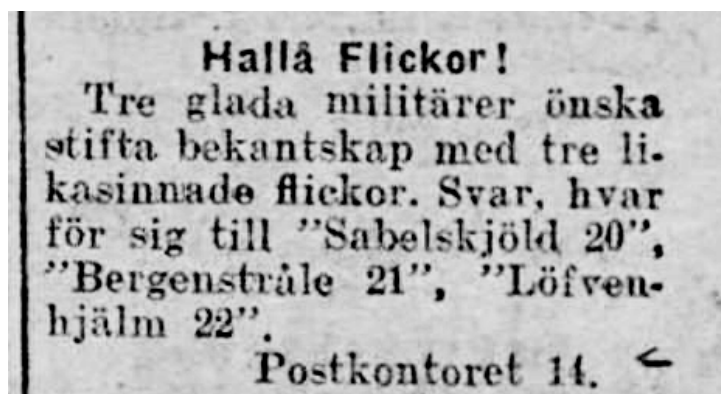 Hallå Flickor!
Tre glada militärer önska
stifta bekantskap med tre li-
kasinnade flickor. Svar, hvar
för sig till ”Sabelskjöld 20”,
”Bergenstråle 21”, ”Löfven-
hjälm 22”.
Postkontoret 14.